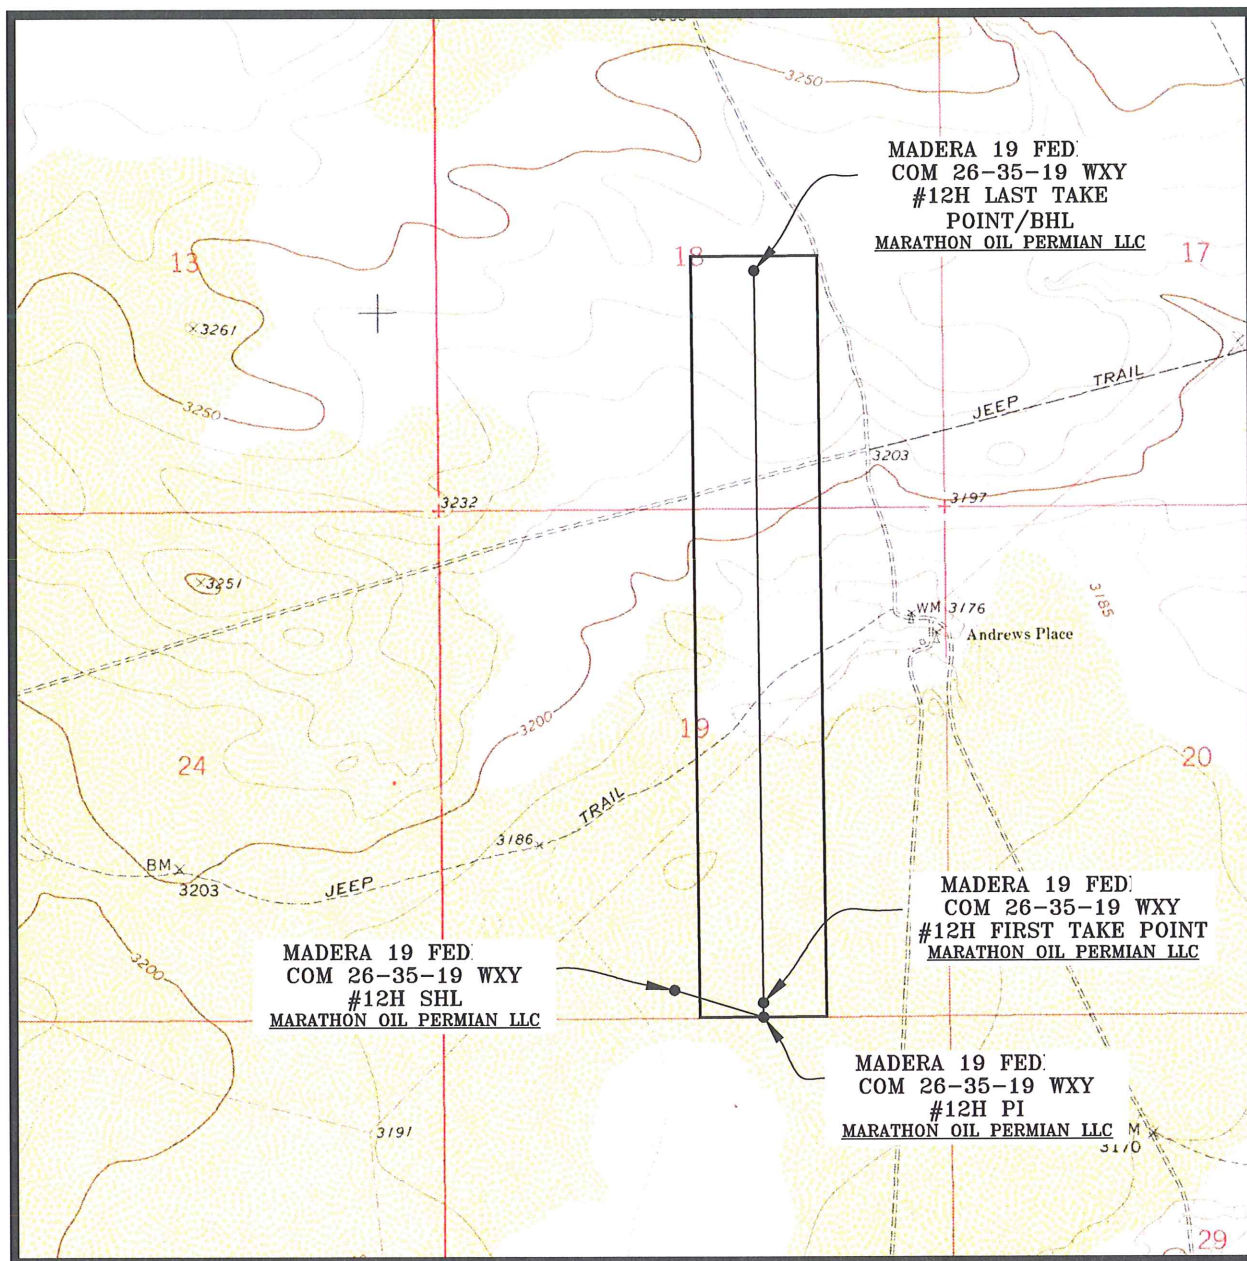 3250
MADERA 19 FED
COM 26-35-19 WXY
#12H LAST TAKE
POINT/BHL
MARATHON OIL PERMIAN LLC
13
18
17
3261
3250
JEEP TRAIL
3203
3232
3197
3251
WM 3176
3185
Andrews Place
3200
19
24
20
TRAIL
3186
BM
3203
JEEP
MADERA 19 FED
COM 26-35-19 WXY
#12H FIRST TAKE POINT
MARATHON OIL PERMIAN LLC
3200
MADERA 19 FED
COM 26-35-19 WXY
#12H SHL
MARATHON OIL PERMIAN LLC
MADERA 19 FED
COM 26-35-19 WXY
#12H PI
MARATHON OIL PERMIAN LLC
3191
M
3170
29